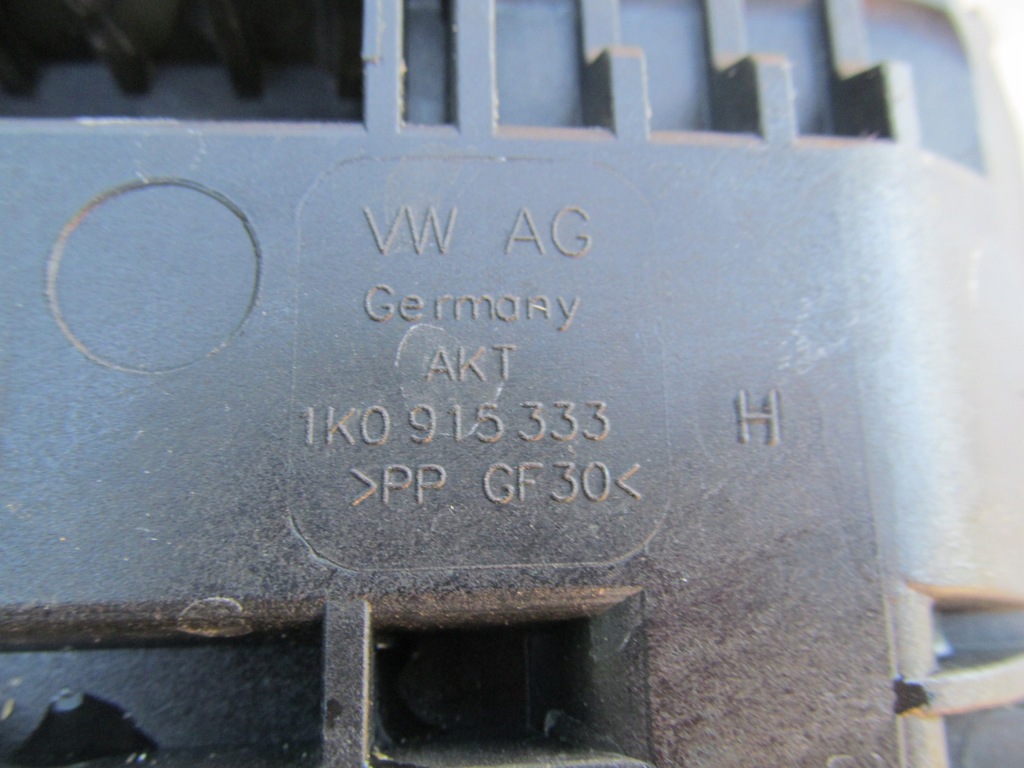 VW AG
Germany
AKT
1K0 915 333
H
>PP GF30<